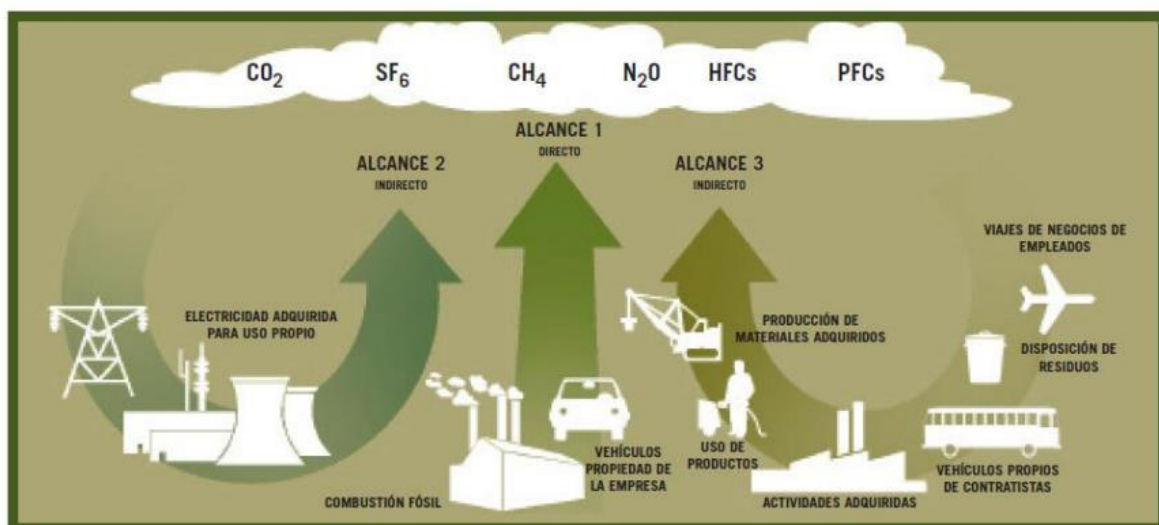 CO₂ SF₆ CH₄ N₂O HFCs PFCs
ALCANCE 1
DIRECTO
ALCANCE 2
INDIRECTO
ALCANCE 3
INDIRECTO
VIAJES DE NEGOCIOS DE
EMPLEADOS
ELECTRICIDAD ADQUIRIDA
PARA USO PROPIO
PRODUCCIÓN DE
MATERIALES ADQUIRIDOS
DISPOSICIÓN DE
RESIDUOS
COMBUSTIÓN FÓSIL
VEHÍCULOS
PROPIEDAD DE
LA EMPRESA
USO DE
PRODUCTOS
ACTIVIDADES ADQUIRIDAS
VEHÍCULOS PROPIOS
DE CONTRATISTAS